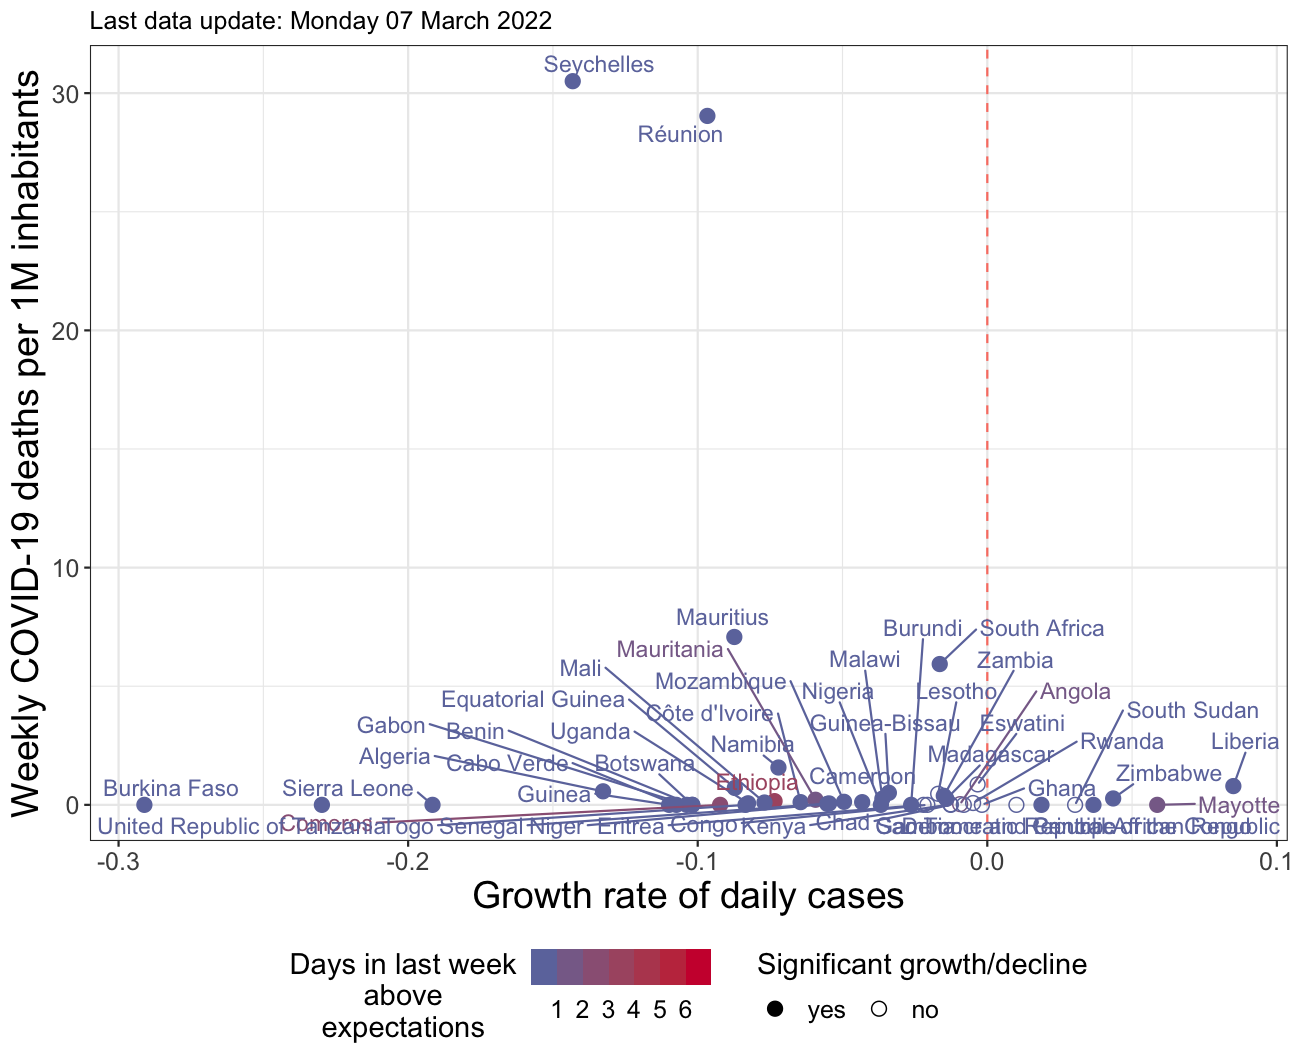 Last data update: Monday 07 March 2022
Weekly COVID-19 deaths per 1M inhabitants
30
20
10
0
Seychelles
Réunion
Mauritius
Burundi
South Africa
Mauritania
Mali
Malawi
Zambia
Mozambique
Nigeria
Lesotho
Angola
Equatorial Guinea
Côte d'Ivoire
Guinea-Bissau
Eswatini
South Sudan
Gabon
Benin
Uganda
Namibia
Madagascar
Rwanda
Liberia
Algeria
Cabo Verde
Botswana
Ethiopia
Cameroon
Zimbabwe
Burkina Faso
Sierra Leone
Guinea
Ghana
Mayotte
United Republic of Tanzania
Comoros
Togo
Senegal
Niger
Eritrea
Congo
Kenya
Chad
-0.3
-0.2
-0.1
0.0
0.1
Growth rate of daily cases
Days in last week
above
expectations
1 2 3 4 5 6
Significant growth/decline
yes
no